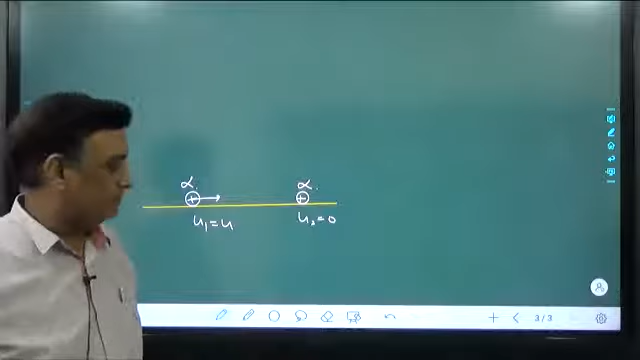 α. α.
+ +
u₁=u u₂=0
3/3